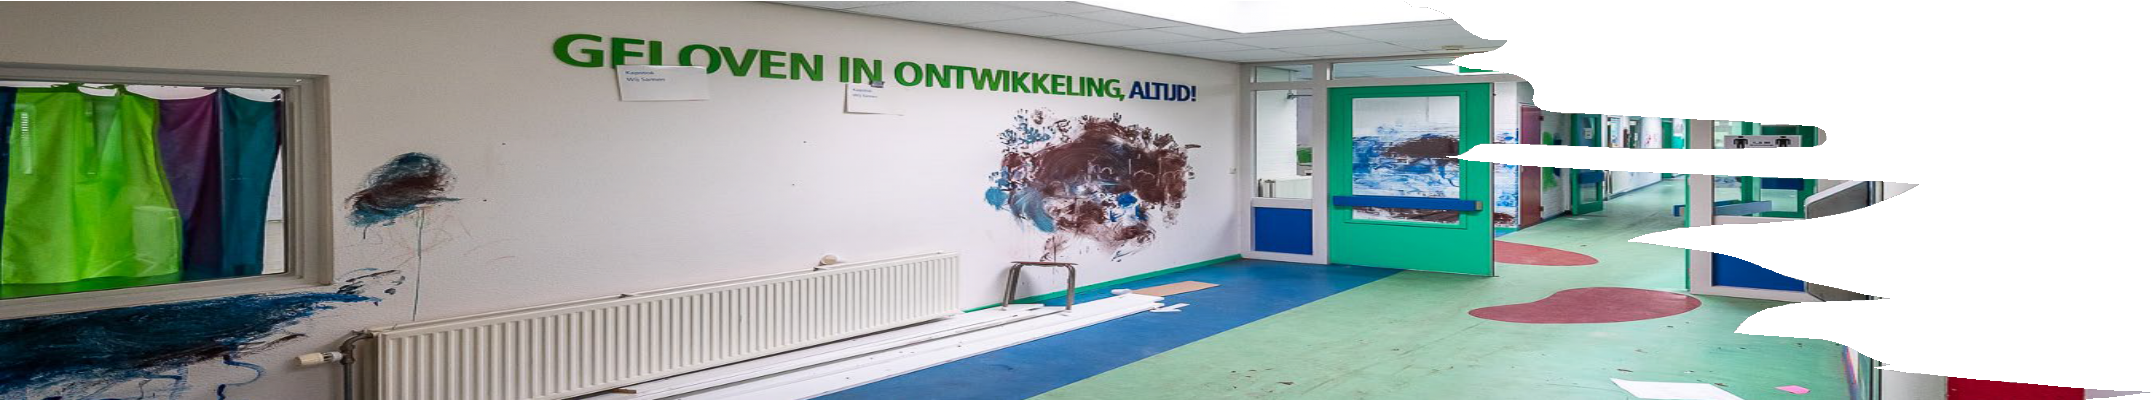 GELOVEN IN ONTWIKKELING, ALTIJD!